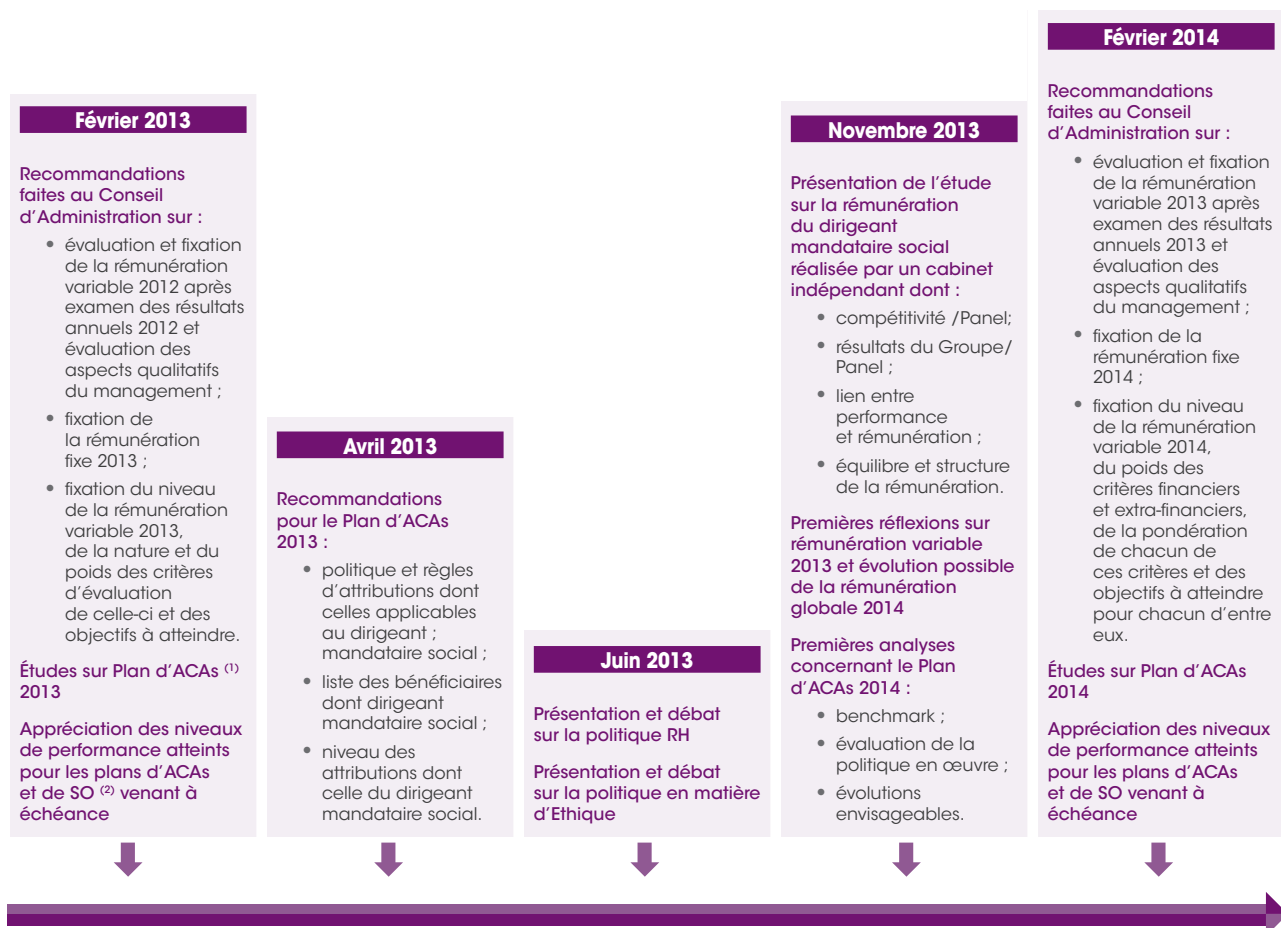 Février 2013
Recommandations
faites au Conseil
d'Administration sur :
• évaluation et fixation
de la rémunération
variable 2012 après
examen des résultats
annuels 2012 et
évaluation des
aspects qualitatifs
du management ;
• fixation de
la rémunération
fixe 2013 ;
• fixation du niveau
de la rémunération
variable 2013,
de la nature et du
poids des critères
d'évaluation
de celle-ci et des
objectifs à atteindre.
Études sur Plan d'ACAs (1)
2013
Appréciation des niveaux
de performance atteints
pour les plans d'ACAs
et de SO (2) venant à
échéance
Avril 2013
Recommandations
pour le Plan d'ACAs
2013 :
• politique et règles
d'attributions dont
celles applicables
au dirigeant ;
mandataire social ;
• liste des bénéficiaires
dont dirigeant
mandataire social ;
• niveau des
attributions dont
celle du dirigeant
mandataire social.
Juin 2013
Présentation et débat
sur la politique RH
Présentation et débat
sur la politique en matière
d'Ethique
Novembre 2013
Présentation de l'étude
sur la rémunération
du dirigeant
mandataire social
réalisée par un cabinet
indépendant dont :
• compétitivité /Panel;
• résultats du Groupe/
Panel ;
• lien entre
performance
et rémunération ;
• équilibre et structure
de la rémunération.
Premières réflexions sur
rémunération variable
2013 et évolution possible
de la rémunération
globale 2014
Premières analyses
concernant le Plan
d'ACAs 2014 :
• benchmark ;
• évaluation de la
politique en œuvre ;
• évolutions
envisageables.
Février 2014
Recommandations
faites au Conseil
d'Administration sur :
• évaluation et fixation
de la rémunération
variable 2013 après
examen des résultats
annuels 2013 et
évaluation des
aspects qualitatifs
du management ;
• fixation de la
rémunération fixe
2014 ;
• fixation du niveau
de la rémunération
variable 2014,
du poids des
critères financiers
et extra-financiers,
de la pondération
de chacun de
ces critères et des
objectifs à atteindre
pour chacun d'entre
eux.
Études sur Plan d'ACAs
2014
Appréciation des niveaux
de performance atteints
pour les plans d'ACAs
et de SO venant à
échéance